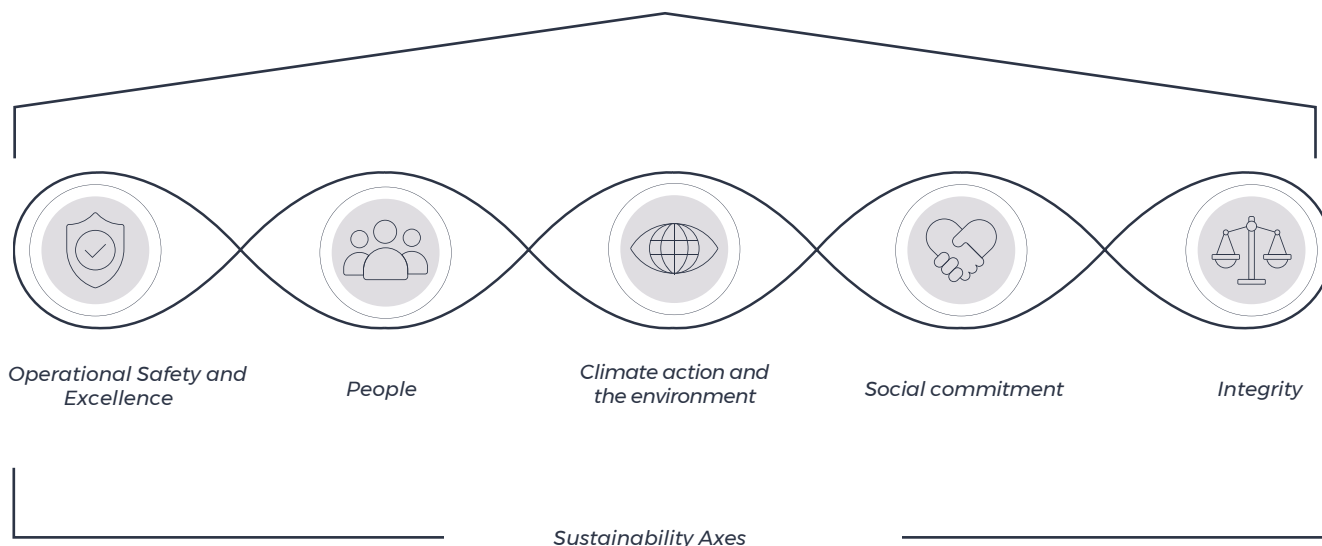 Operational Safety and
Excellence
People
Climate action and
the environment
Social commitment
Integrity
Sustainability Axes